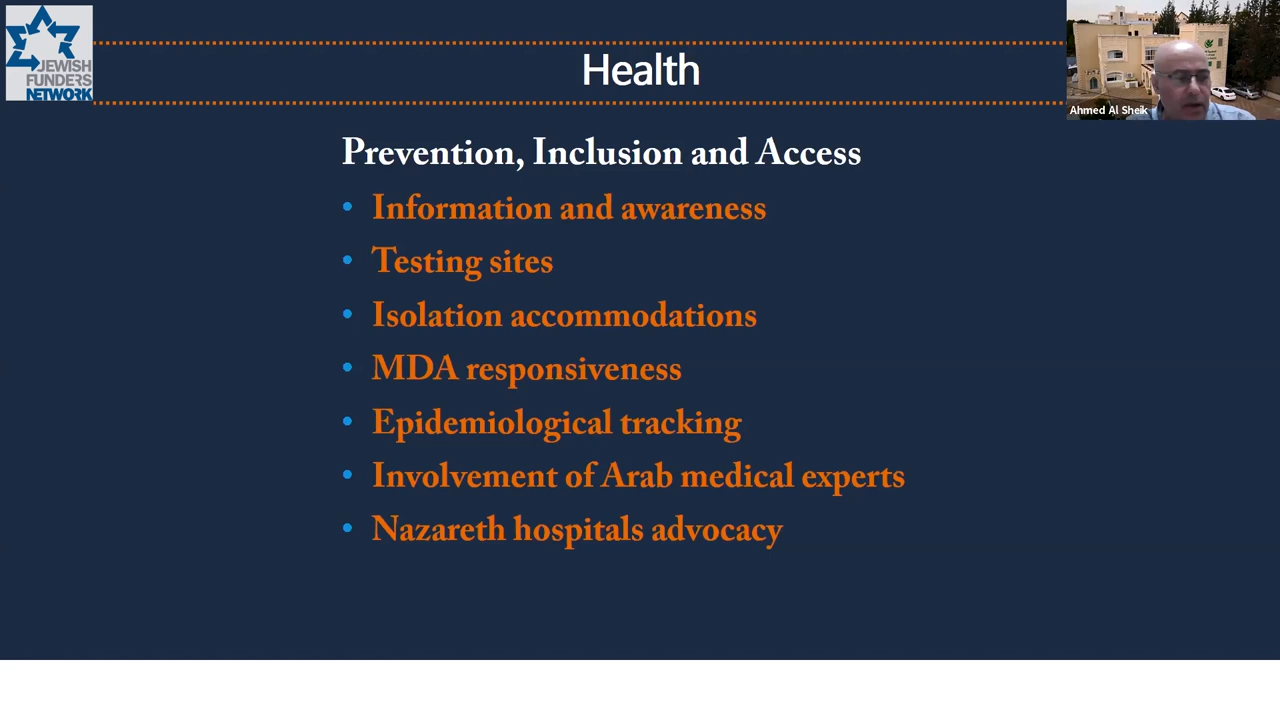 JEWISH
FUNDERS
NETWORK
Health
Ahmed Al Sheik
Prevention, Inclusion and Access
• Information and awareness
• Testing sites
• Isolation accommodations
• MDA responsiveness
• Epidemiological tracking
• Involvement of Arab medical experts
• Nazareth hospitals advocacy